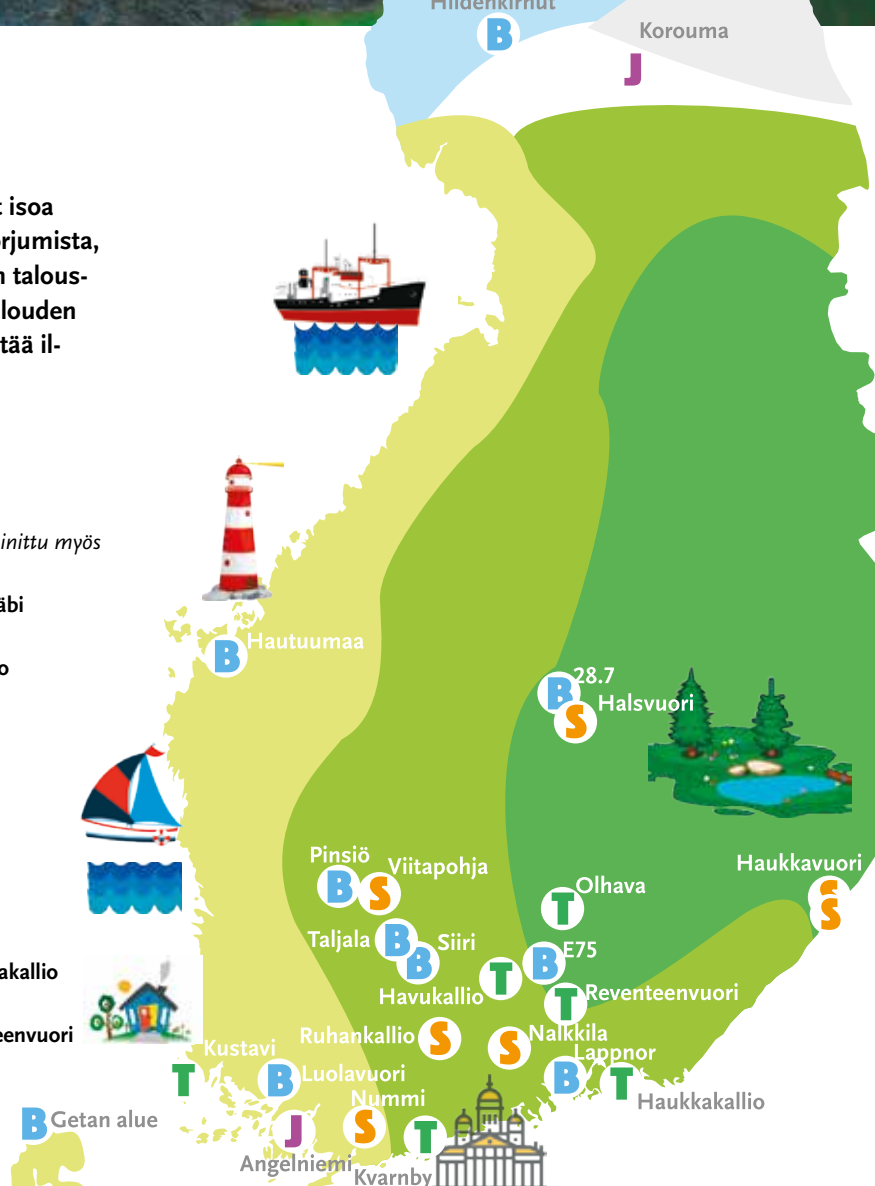 Hiidenkirnut
B
Korouma
J
t isoa
rjumista,
n talous-
louden
tää il-
inittu myös
äbi
o
B Hautuumaa
28.7
B
S Halsvuori
Pinsiö
B
Viitapohja
S
Haukkavuori
S
S
Olhava
T
Taljala B
Siiri
B
E75
B
akallio
Havukallio T
T Reventeenvuori
eenvuori
Ruhankallio S
Nalkkila
S
Kustavi
T
Lappnor
B
T
Haukkakallio
B Luolavuori
Nummi
S
B Getan alue
J
Angelniemi
T
Kvarnby